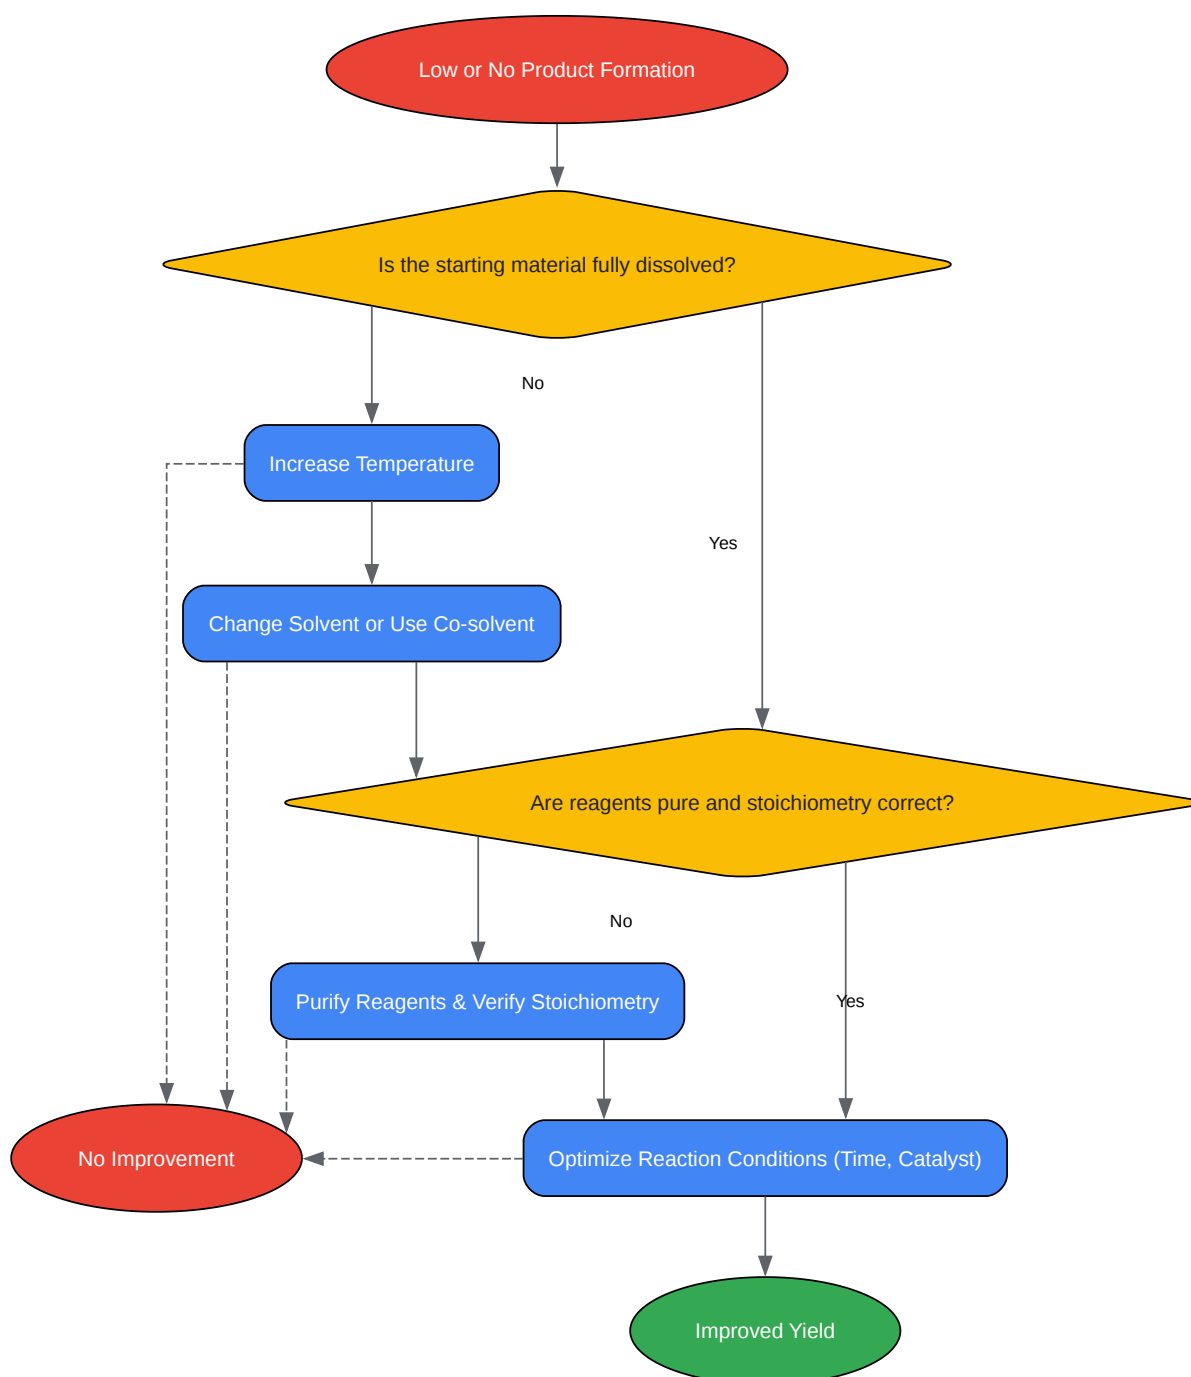 Low or No Product Formation
Is the starting material fully dissolved?
No
Increase Temperature
Yes
Change Solvent or Use Co-solvent
Are reagents pure and stoichiometry correct?
No
Purify Reagents & Verify Stoichiometry
Yes
No Improvement
Optimize Reaction Conditions (Time, Catalyst)
Improved Yield